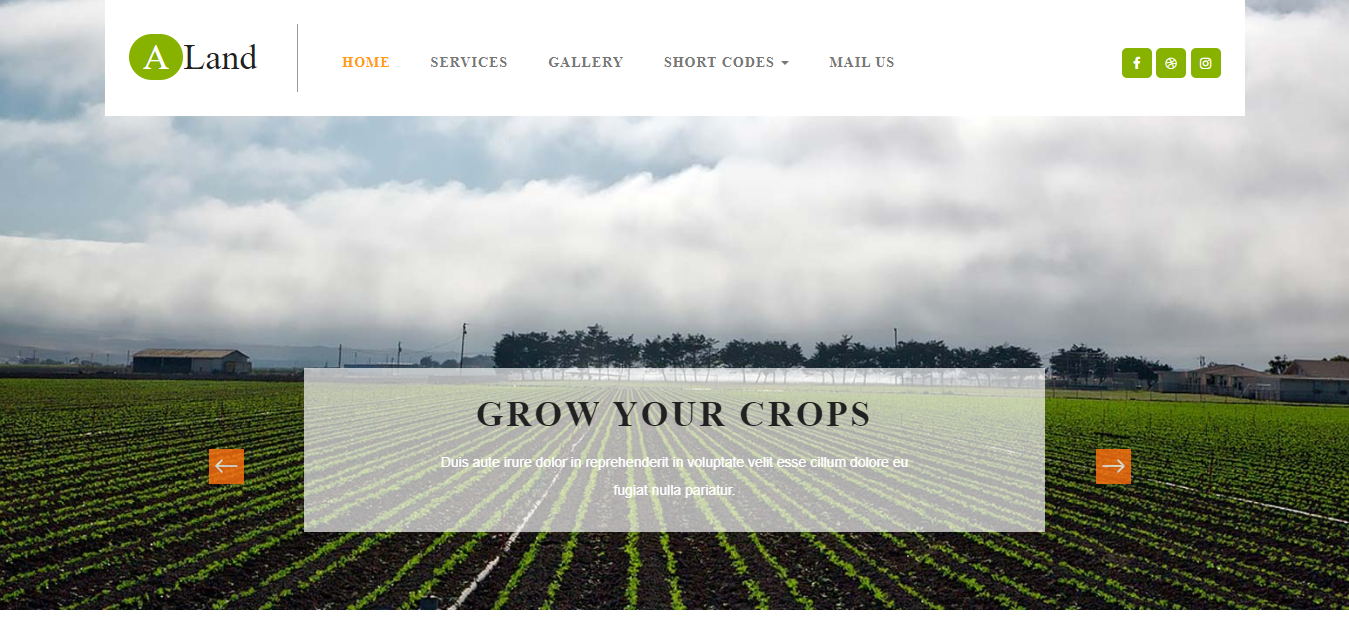 A Land
HOME SERVICES GALLERY SHORT CODES MAIL US
GROW YOUR CROPS
Duis aute irure dolor in reprehenderit in voluptate velit esse cillum dolore eu
fugiat nulla pariatur.